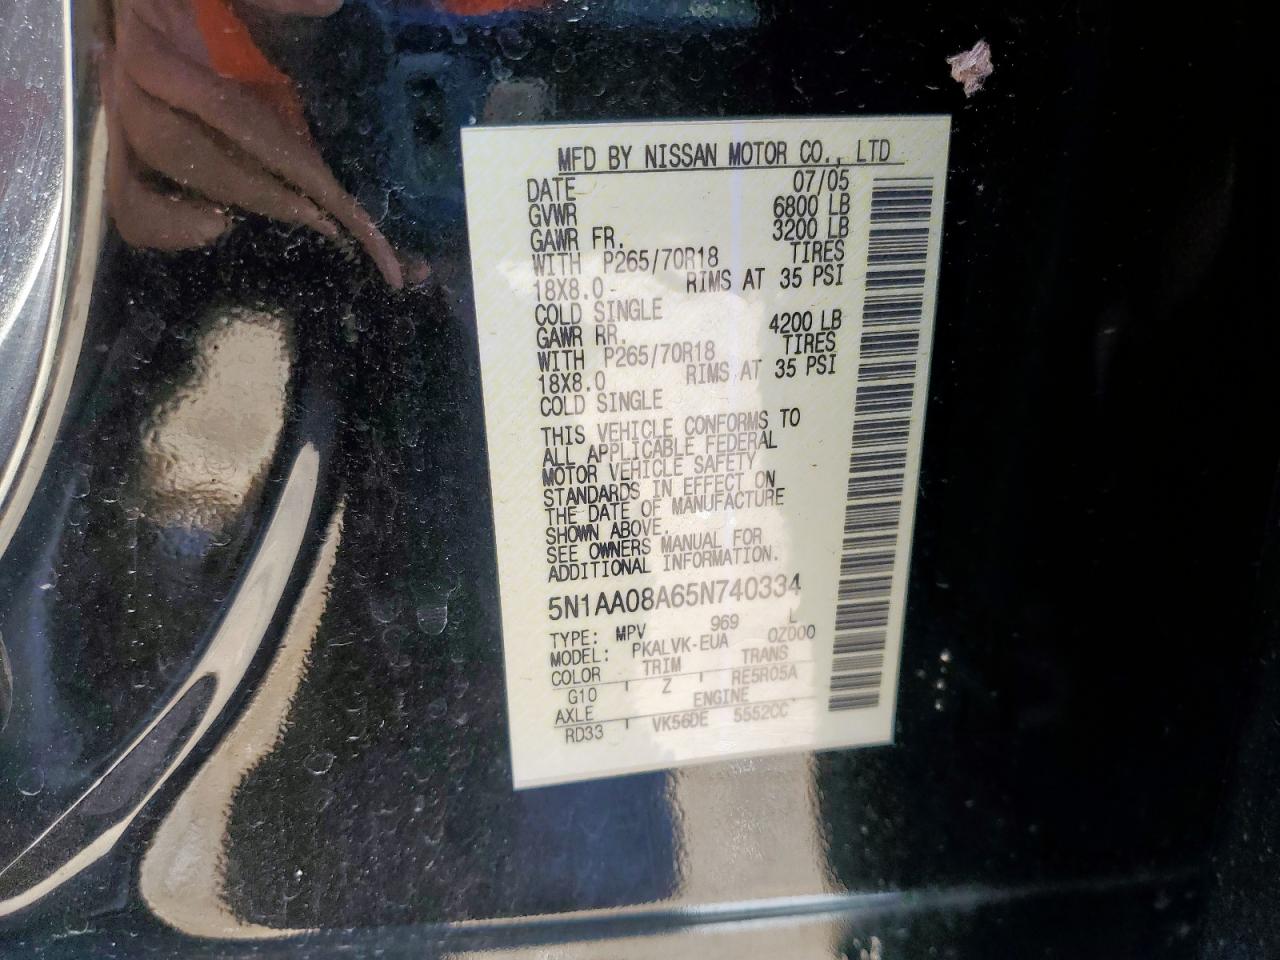 MFD BY NISSAN MOTOR CO., LTD
DATE 07/05
GVWR 6800 LB
GAWR FR. 3200 LB
WITH P265/70R18 TIRES
18X8.0 RIMS AT 35 PSI
COLD SINGLE
GAWR RR. 4200 LB
WITH P265/70R18 TIRES
18X8.0 RIMS AT 35 PSI
COLD SINGLE
THIS VEHICLE CONFORMS TO
ALL APPLICABLE FEDERAL
MOTOR VEHICLE SAFETY
STANDARDS IN EFFECT ON
THE DATE OF MANUFACTURE
SHOWN ABOVE.
SEE OWNERS MANUAL FOR
ADDITIONAL INFORMATION.
5N1AA08A65N740334
TYPE: MPV 969 L
MODEL: PKALVK-EUA 0Z000
COLOR TRIM TRANS
G10 Z RE5R05A
AXLE ENGINE
RD33 VK56DE 5552CC